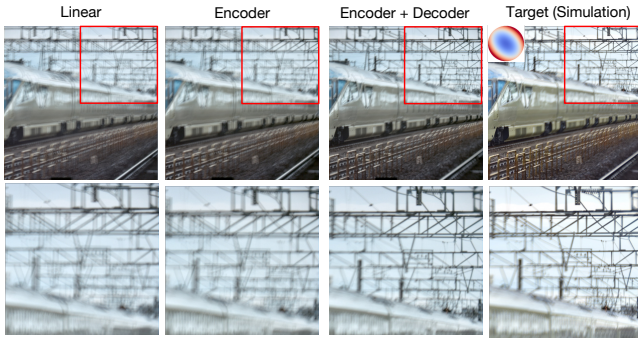 Linear
Encoder
Encoder + Decoder
Target (Simulation)